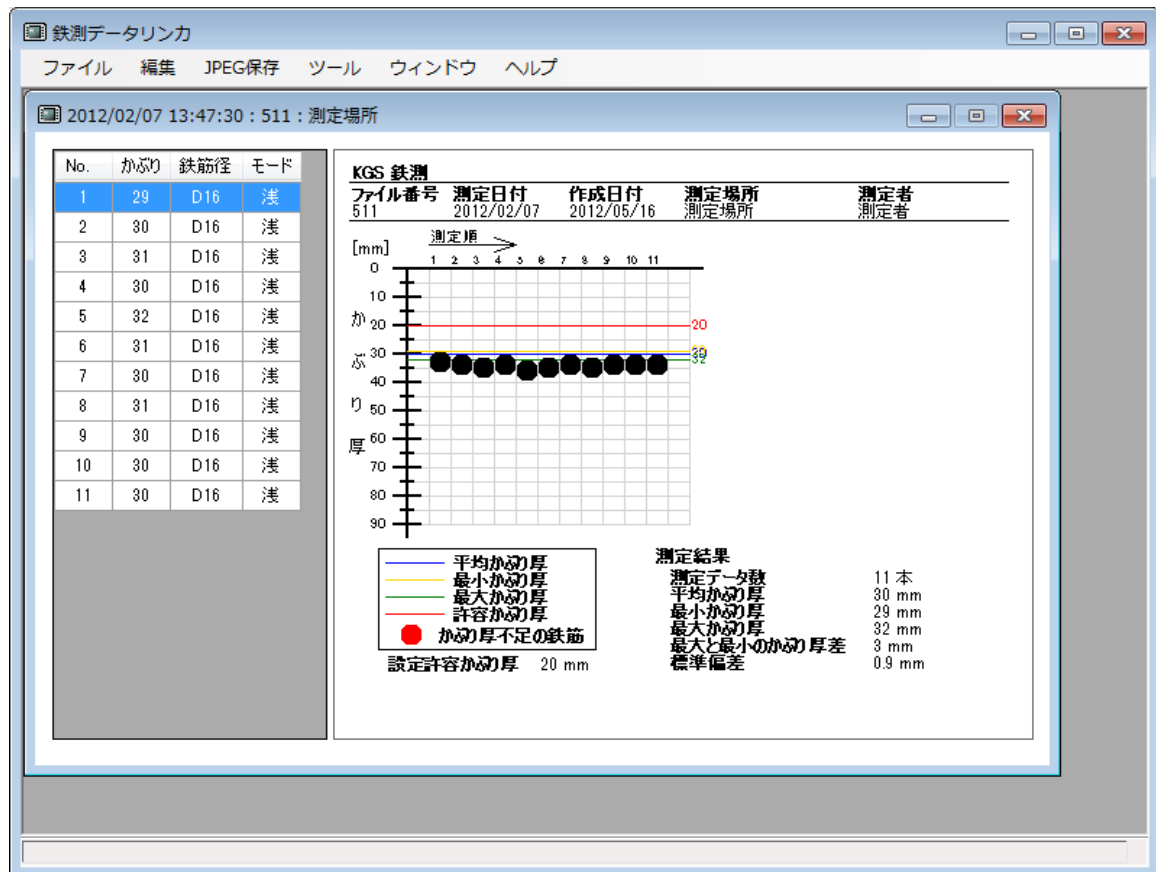 鉄測データリンカ
ファイル 編集 JPEG保存 ツール ウィンドウ ヘルプ
2012/02/07 13:47:30 : 511 : 測定場所
No. かぶり 鉄筋径 モード
1 29 D16 浅
2 30 D16 浅
3 31 D16 浅
4 30 D16 浅
5 32 D16 浅
6 31 D16 浅
7 30 D16 浅
8 31 D16 浅
9 30 D16 浅
10 30 D16 浅
11 30 D16 浅
KGS 鉄測
ファイル番号 測定日付 作成日付 測定場所 測定者
511 2012/02/07 2012/05/16 測定場所 測定者
測定順
[mm]
1 2 3 4 5 6 7 8 9 10 11
0
10
20
30
40
50
60
70
80
90
かぶり厚
20
32
平均かぶり厚
最小かぶり厚
最大かぶり厚
許容かぶり厚
かぶり厚不足の鉄筋
設定許容かぶり厚 20 mm
測定結果
測定データ数 11 本
平均かぶり厚 30 mm
最小かぶり厚 29 mm
最大かぶり厚 32 mm
最大と最小のかぶり厚差 3 mm
標準偏差 0.9 mm